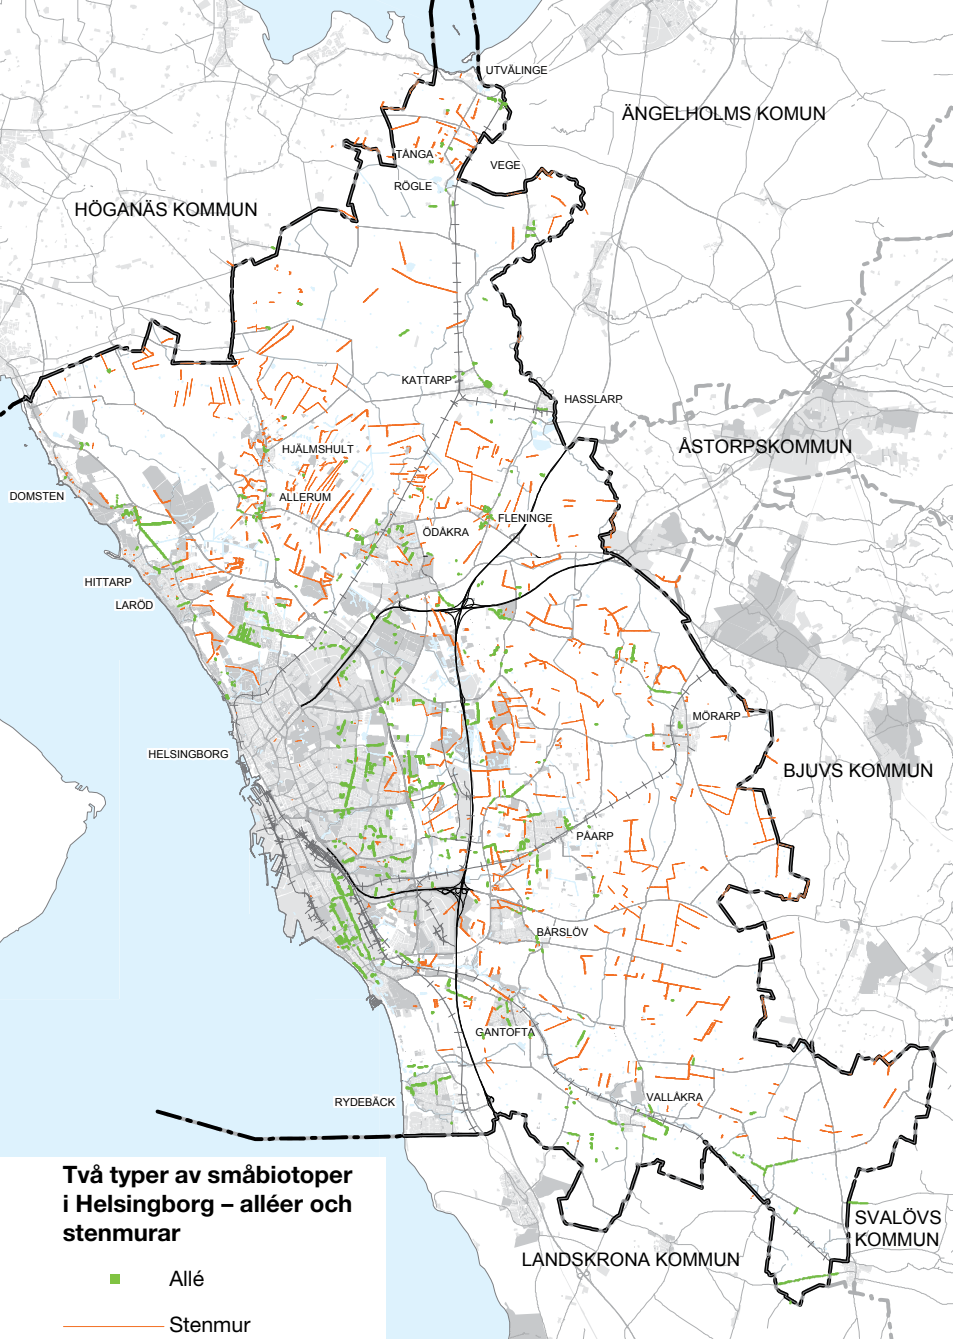 UTVÄLINGE
ÄNGELHOLMS KOMUN
TÅNGA
VEGE
RÖGLE
HÖGANÄS KOMMUN
KATTARP
HASSLARP
ÅSTORPSKOMMUN
HJÄLMSHULT
DOMSTEN
ALLERUM
FLENINGE
ÖDÅKRA
HITTARP
LARÖD
MÖRARP
HELSINGBORG
BJUVS KOMMUN
PÅARP
BÅRSLÖV
GANTOFTA
VALLÅKRA
RYDEBÄCK
Två typer av småbiotoper
i Helsingborg – alléer och
stenmurar
Allé
Stenmur
SVALÖVS
KOMMUN
LANDSKRONA KOMMUN